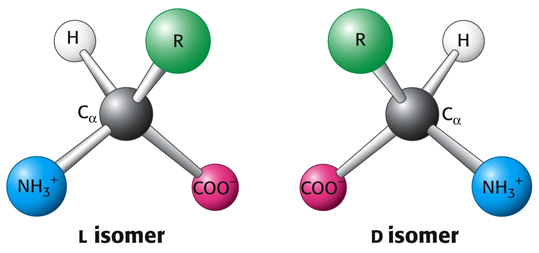 H
R
Cα
NH3+
COO−
L isomer
R
H
Cα
COO−
NH3+
D isomer